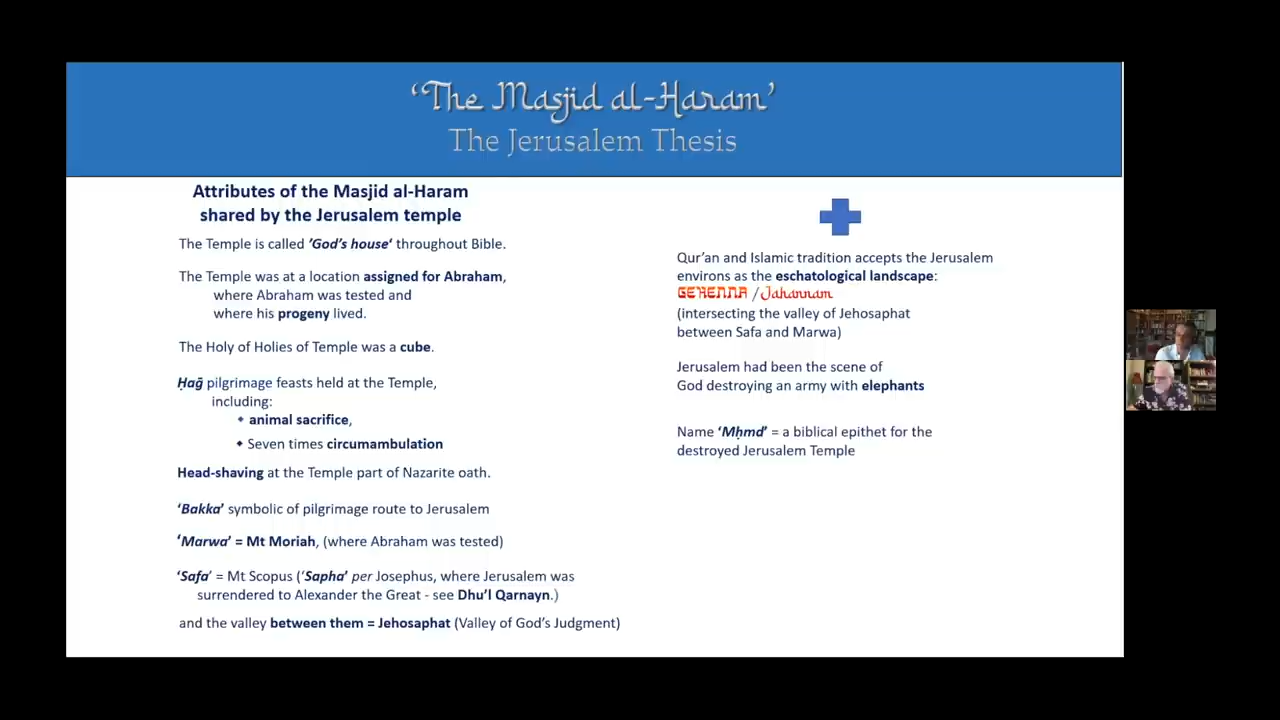 ‘The Masjid al-Haram’
The Jerusalem Thesis
Attributes of the Masjid al-Haram
shared by the Jerusalem temple
The Temple is called ’God’s house‘ throughout Bible.
The Temple was at a location assigned for Abraham,
where Abraham was tested and
where his progeny lived.
The Holy of Holies of Temple was a cube.
Ḥaḡ pilgrimage feasts held at the Temple,
including:
animal sacrifice,
Seven times circumambulation
Head-shaving at the Temple part of Nazarite oath.
‘Bakka’ symbolic of pilgrimage route to Jerusalem
‘Marwa’ = Mt Moriah, (where Abraham was tested)
‘Safa’ = Mt Scopus (‘Sapha’ per Josephus, where Jerusalem was
surrendered to Alexander the Great - see Dhu’l Qarnayn.)
and the valley between them = Jehosaphat (Valley of God’s Judgment)
Qur’an and Islamic tradition accepts the Jerusalem
environs as the eschatological landscape:
GEHENNA / Jahannam
(intersecting the valley of Jehosaphat
between Safa and Marwa)
Jerusalem had been the scene of
God destroying an army with elephants
Name ‘Mḥmd’ = a biblical epithet for the
destroyed Jerusalem Temple